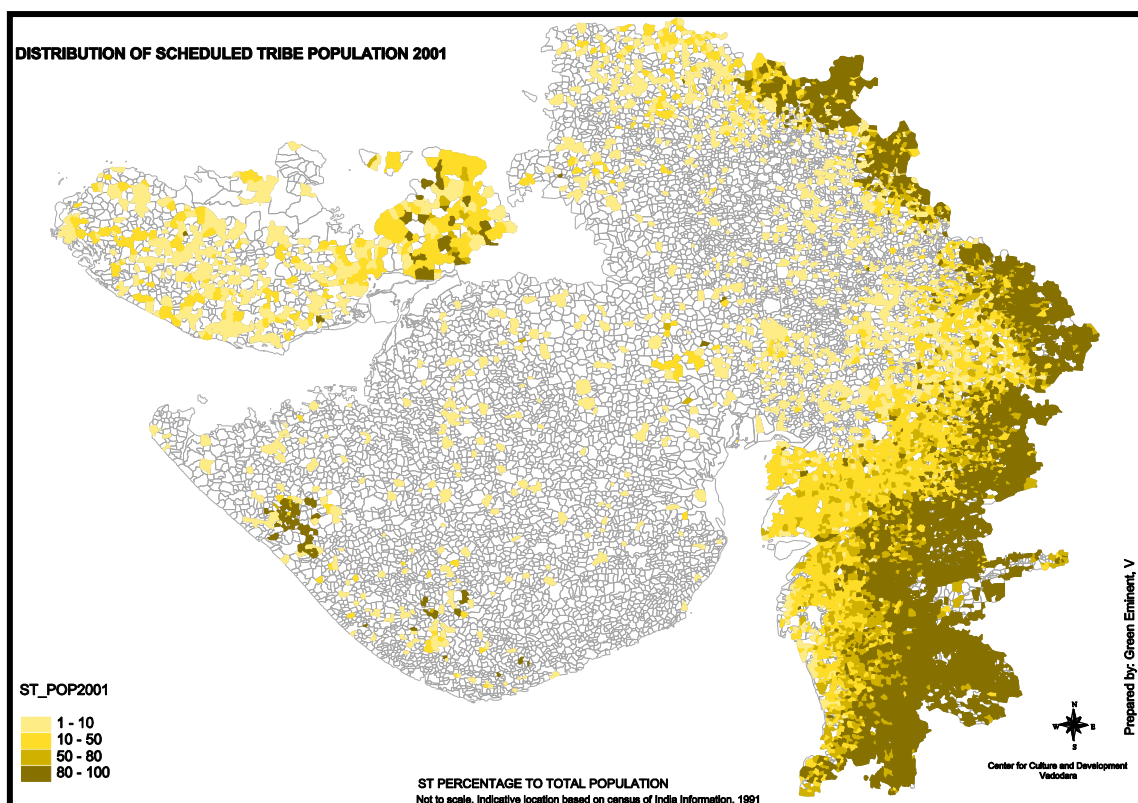 DISTRIBUTION OF SCHEDULED TRIBE POPULATION 2001
ST_POP2001
1 - 10
10 - 50
50 - 80
80 - 100
ST PERCENTAGE TO TOTAL POPULATION
Not to scale, Indicative location based on census of India Information, 1991
N
W E
S
Center for Culture and Development
Vadodara
Prepared by: Green Eminent, V